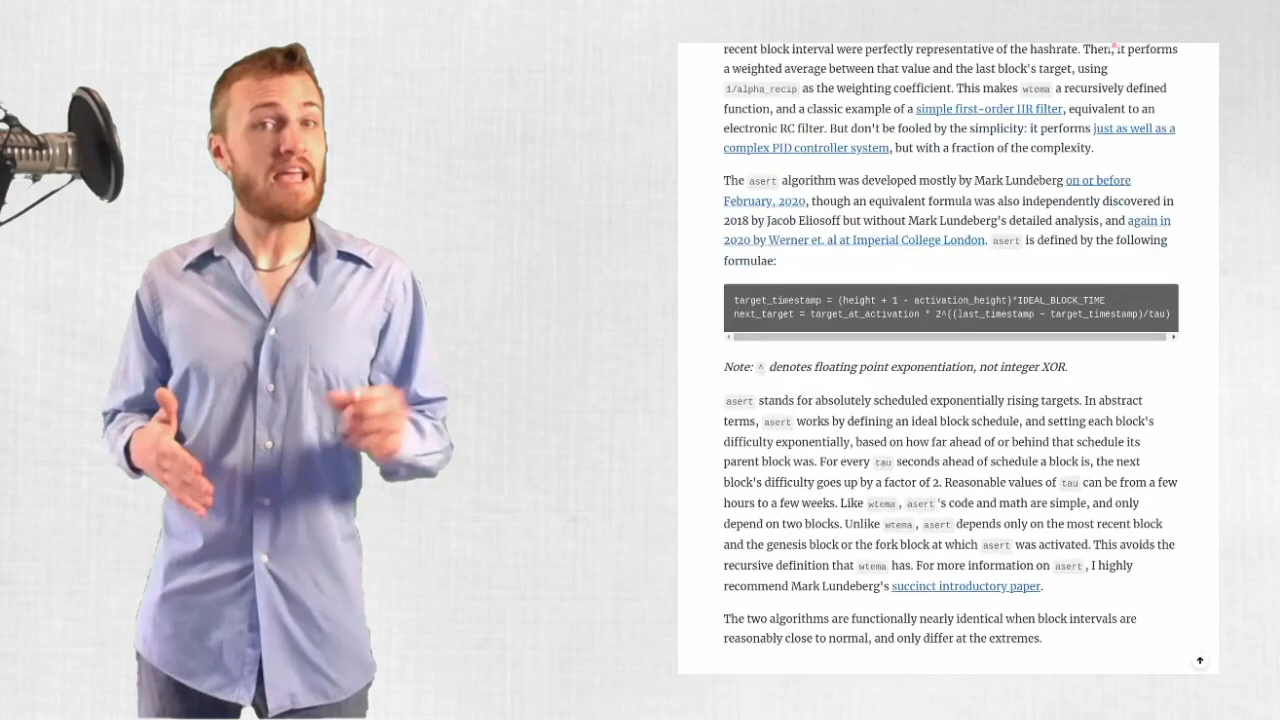 recent block interval were perfectly representative of the hashrate. Then, it performs
a weighted average between that value and the last block's target, using
1/alpha_recip as the weighting coefficient. This makes wtema a recursively defined
function, and a classic example of a simple first-order IIR filter, equivalent to an
electronic RC filter. But don't be fooled by the simplicity: it performs just as well as a
complex PID controller system, but with a fraction of the complexity.
The asert algorithm was developed mostly by Mark Lundeberg on or before
February, 2020, though an equivalent formula was also independently discovered in
2018 by Jacob Eliosoff but without Mark Lundeberg's detailed analysis, and again in
2020 by Werner et. al at Imperial College London. asert is defined by the following
formulae:
target_timestamp = (height + 1 - activation_height)*IDEAL_BLOCK_TIME
next_target = target_at_activation * 2^((last_timestamp − target_timestamp)/tau)
Note: ^ denotes floating point exponentiation, not integer XOR.
asert stands for absolutely scheduled exponentially rising targets. In abstract
terms, asert works by defining an ideal block schedule, and setting each block's
difficulty exponentially, based on how far ahead of or behind that schedule its
parent block was. For every tau seconds ahead of schedule a block is, the next
block's difficulty goes up by a factor of 2. Reasonable values of tau can be from a few
hours to a few weeks. Like wtema, asert's code and math are simple, and only
depend on two blocks. Unlike wtema, asert depends only on the most recent block
and the genesis block or the fork block at which asert was activated. This avoids the
recursive definition that wtema has. For more information on asert, I highly
recommend Mark Lundeberg's succinct introductory paper.
The two algorithms are functionally nearly identical when block intervals are
reasonably close to normal, and only differ at the extremes.